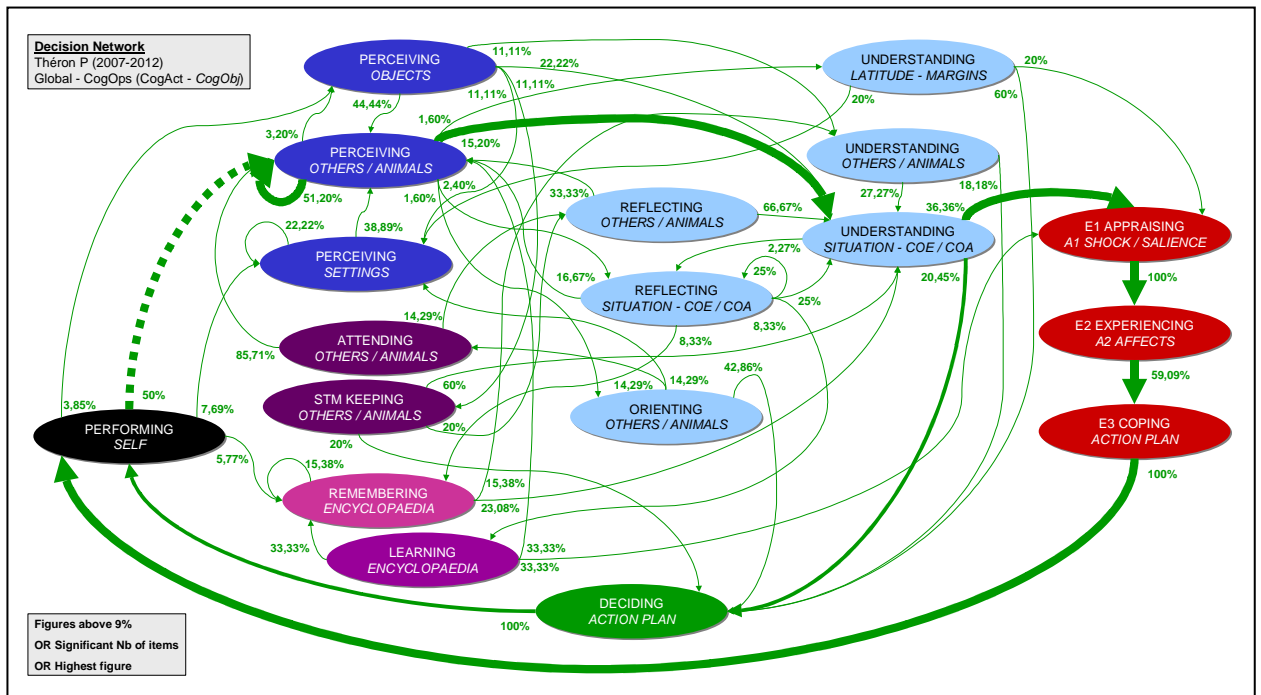 Decision Network
Théron P (2007-2012)
Global - CogOps (CogAct - CogObj)
PERCEIVING
OBJECTS
11,11%
22,22%
11,11%
11,11%
44,44%
UNDERSTANDING
LATITUDE - MARGINS
20%
60%
20%
3,20%
PERCEIVING
OTHERS / ANIMALS
1,60%
15,20%
2,40%
1,60%
51,20%
UNDERSTANDING
OTHERS / ANIMALS
27,27%
18,18%
33,33%
REFLECTING
OTHERS / ANIMALS
66,67%
36,36%
UNDERSTANDING
SITUATION - COE / COA
2,27%
20,45%
E1 APPRAISING
A1 SHOCK / SALIENCE
100%
22,22%
38,89%
PERCEIVING
SETTINGS
16,67%
REFLECTING
SITUATION - COE / COA
25%
25%
8,33%
8,33%
14,29%
ATTENDING
OTHERS / ANIMALS
85,71%
E2 EXPERIENCING
A2 AFFECTS
59,09%
60%
STM KEEPING
OTHERS / ANIMALS
20%
20%
14,29%
14,29%
42,86%
ORIENTING
OTHERS / ANIMALS
E3 COPING
ACTION PLAN
100%
3,85%
50%
7,69%
PERFORMING
SELF
5,77%
15,38%
REMEMBERING
ENCYCLOPAEDIA
15,38%
23,08%
33,33%
LEARNING
ENCYCLOPAEDIA
33,33%
33,33%
DECIDING
ACTION PLAN
100%
Figures above 9%
OR Significant Nb of items
OR Highest figure